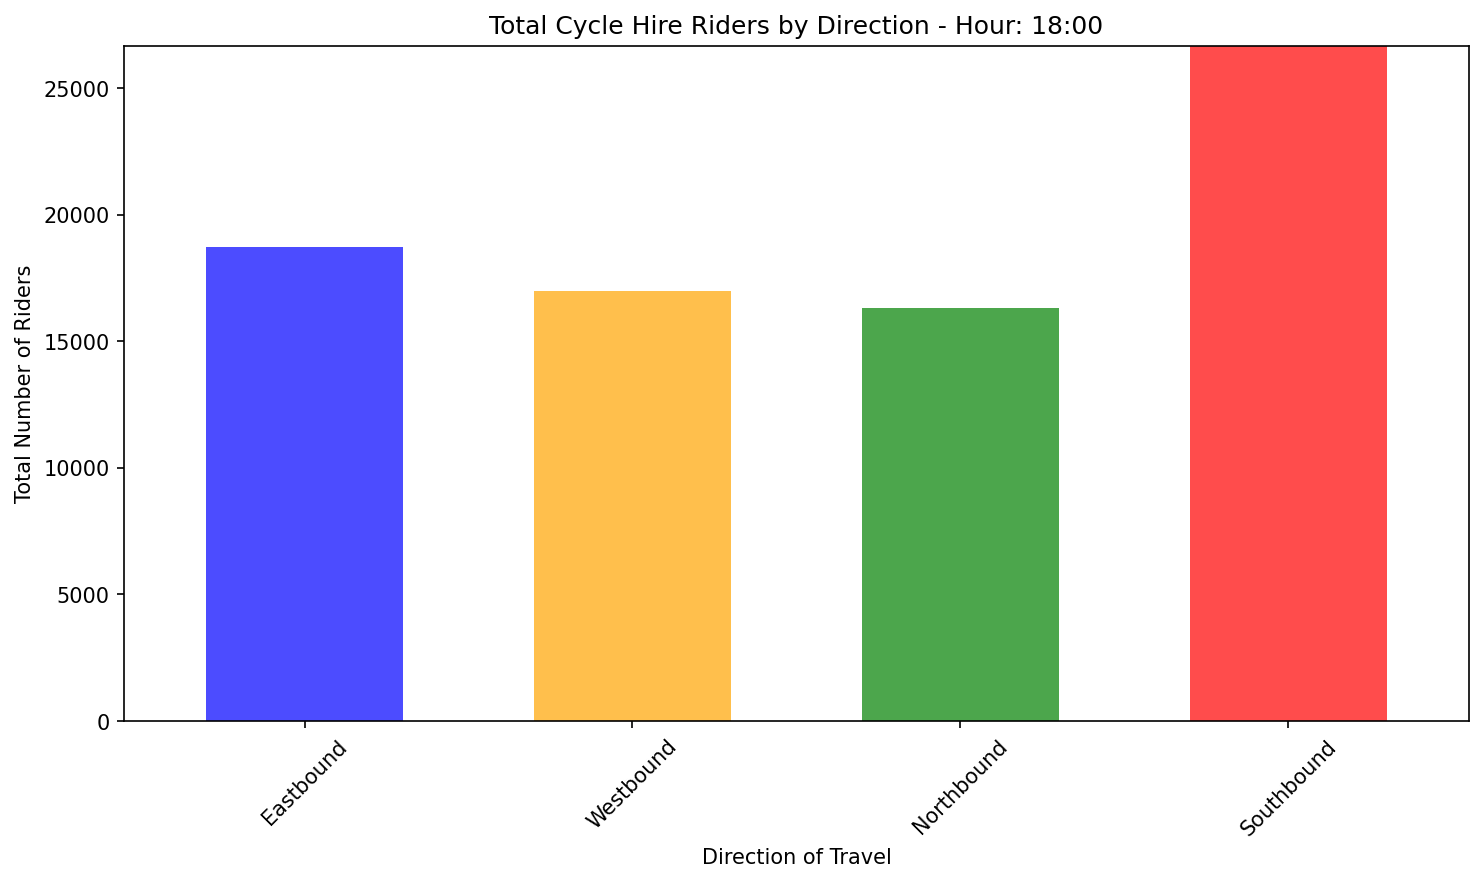 Total Cycle Hire Riders by Direction - Hour: 18:00
Total Number of Riders
25000
20000
15000
10000
5000
0
Eastbound
Westbound
Northbound
Southbound
Direction of Travel